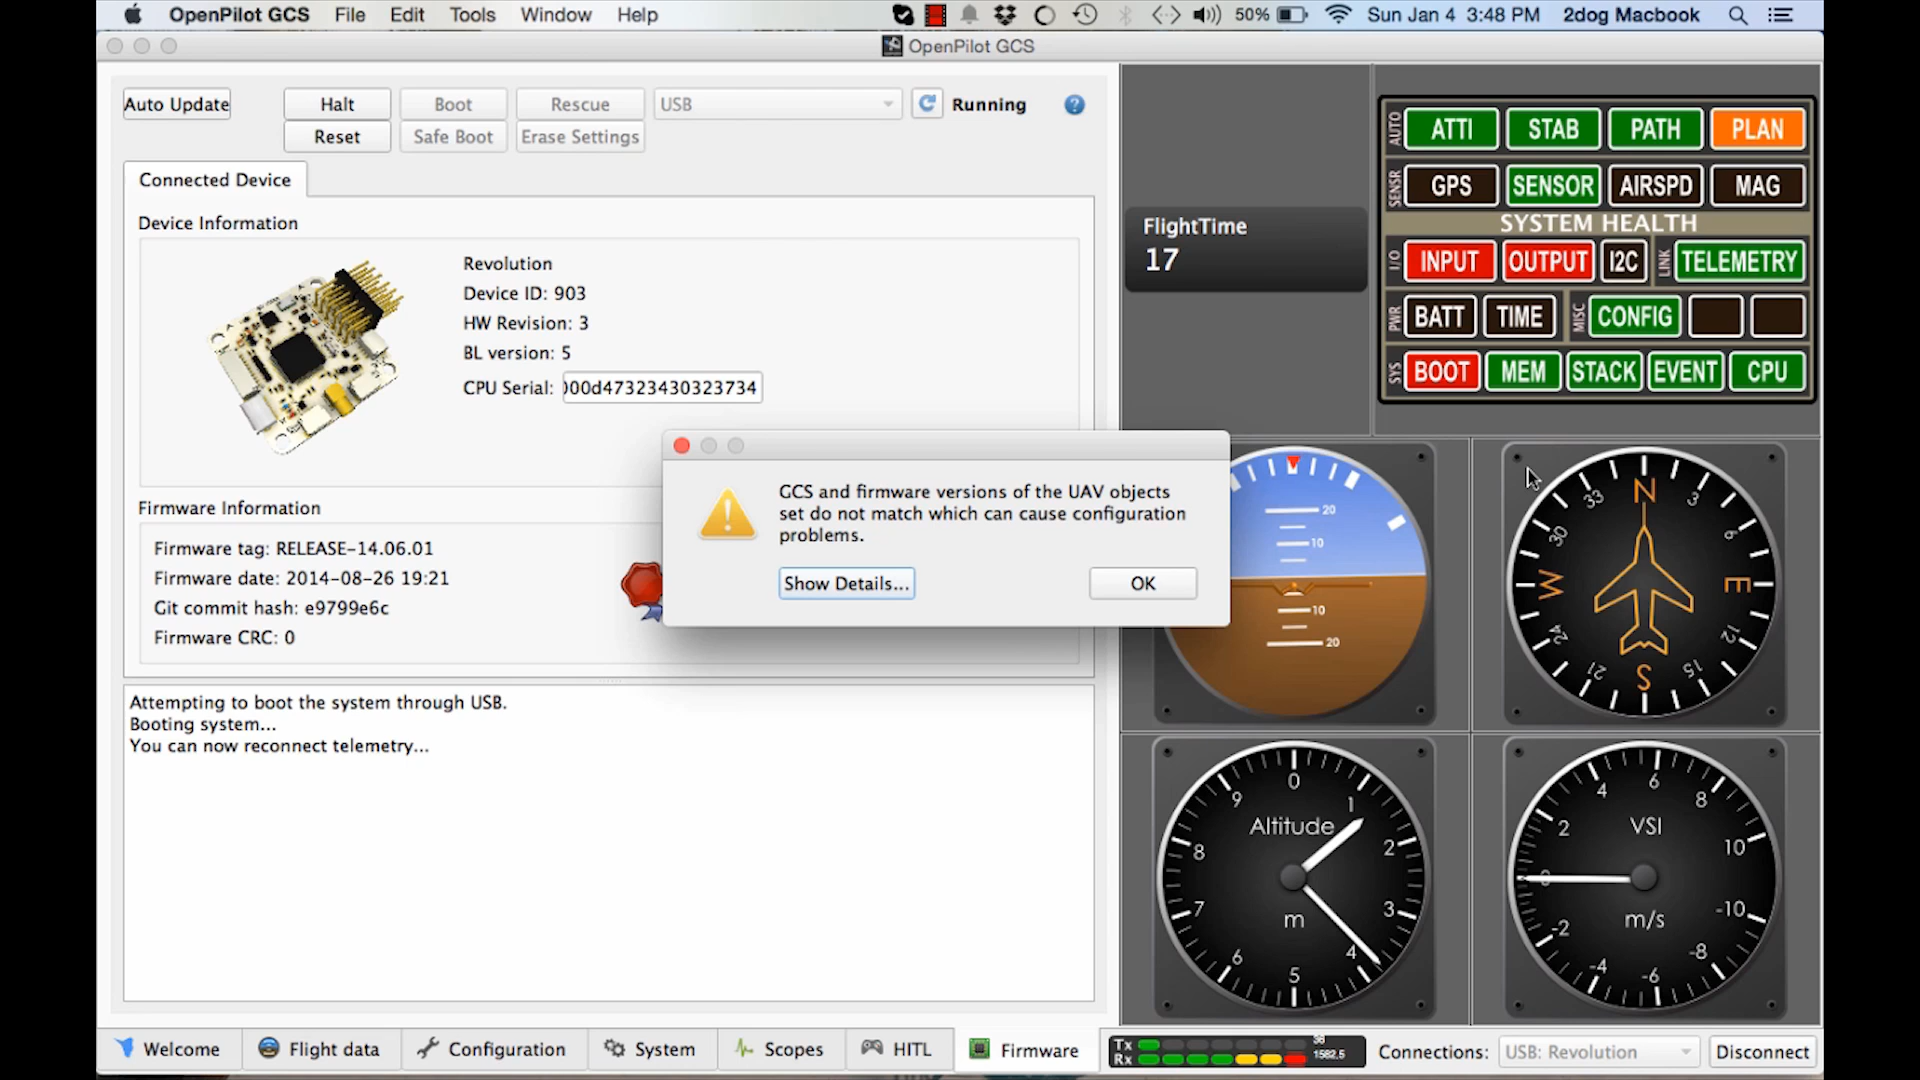 OpenPilot GCS File Edit Tools Window Help 50% Sun Jan 4 3:48 PM 2dog Macbook
OpenPilot GCS
Auto Update Halt Boot Rescue USB Running ?
Reset Safe Boot Erase Settings
Connected Device
Device Information
Revolution
Device ID: 903
HW Revision: 3
BL version: 5
CPU Serial: 000d47323430323734
Firmware Information
Firmware tag: RELEASE-14.06.01
Firmware date: 2014-08-26 19:21
Git commit hash: e9799e6c
Firmware CRC: 0
GCS and firmware versions of the UAV objects
set do not match which can cause configuration
problems.
Show Details... OK
Attempting to boot the system through USB.
Booting system...
You can now reconnect telemetry...
FlightTime
17
AUTO ATTI STAB PATH PLAN
SENSR GPS SENSOR AIRSPD MAG
SYSTEM HEALTH
I/O INPUT OUTPUT I2C LINK TELEMETRY
PWR BATT TIME MISC CONFIG
SYS BOOT MEM STACK EVENT CPU
20
10
10
20
N 3 6 E 12 15 S 21 24 W 30 33
0 1 2 3 4 5 6 7 8 9
Altitude
m
6 8 10 -10 -8 -6 -4 -2 0 2 4
VSI
m/s
Welcome Flight data Configuration System Scopes HITL Firmware
Tx 36
Rx 1582.5
Connections: USB: Revolution Disconnect